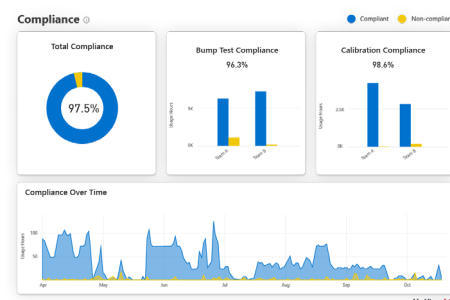 Compliance
Compliant Non-complian
Total Compliance
97.5%
Bump Test Compliance
96.3%
Usage Hours
5K
0K
Team A Team B
Calibration Compliance
98.6%
Usage Hours
2.5K
0K
Team A Team B
Compliance Over Time
Usage Hours
100
50
Apr May Jun Jul Aug Sep Oct